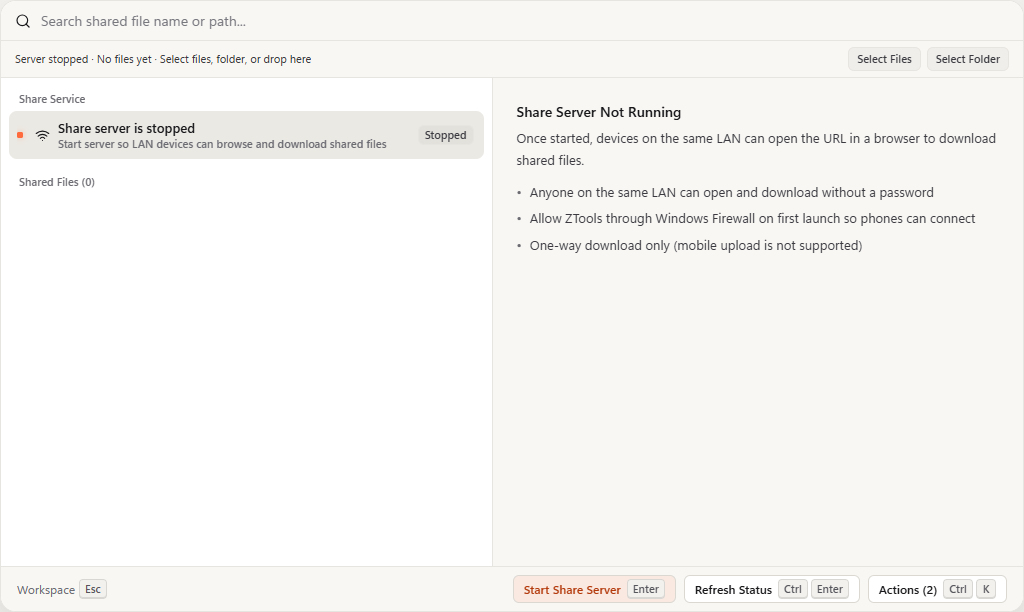 Search shared file name or path...
Server stopped · No files yet · Select files, folder, or drop here
Select Files
Select Folder
Share Service
Share server is stopped
Start server so LAN devices can browse and download shared files
Stopped
Shared Files (0)
Share Server Not Running
Once started, devices on the same LAN can open the URL in a browser to download
shared files.
• Anyone on the same LAN can open and download without a password
• Allow ZTools through Windows Firewall on first launch so phones can connect
• One-way download only (mobile upload is not supported)
Workspace Esc
Start Share Server Enter
Refresh Status Ctrl Enter
Actions (2) Ctrl K